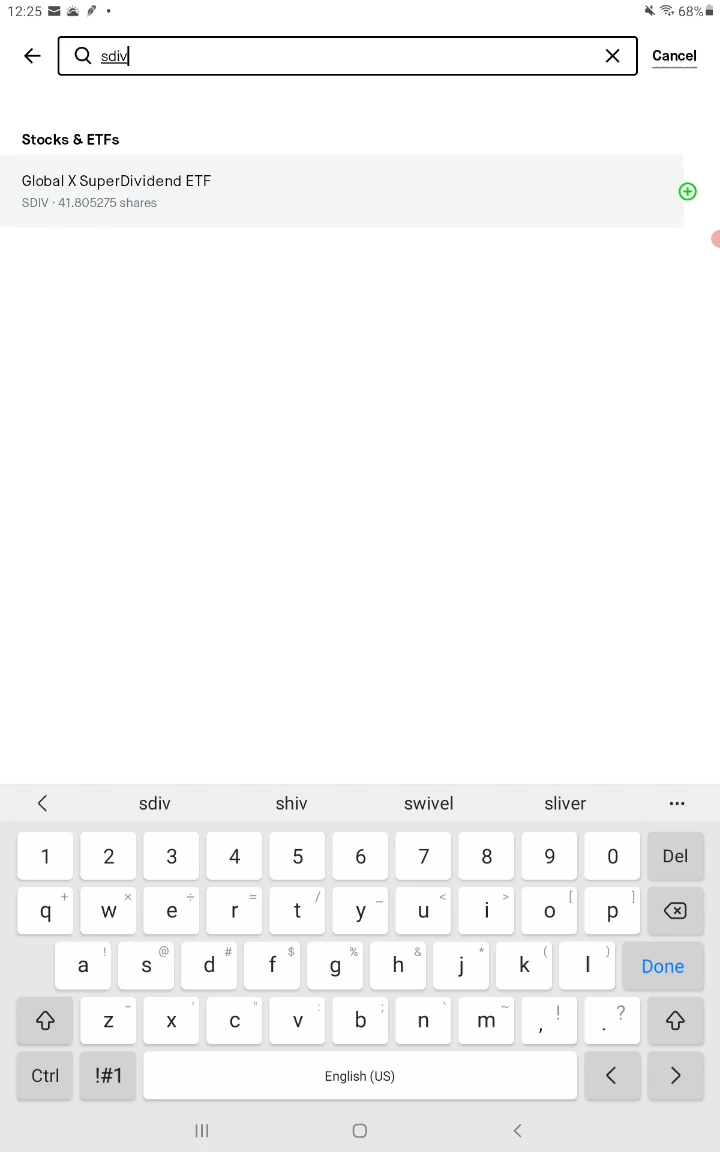 12:25 68%
sdiv Cancel
Stocks & ETFs
Global X SuperDividend ETF
SDIV · 41.805275 shares
sdiv shiv swivel sliver ...
1 2 3 4 5 6 7 8 9 0 Del
+ × ÷ = / _ < > [ ]
q w e r t y u i o p
! @ # $ % & * ( )
a s d f g h j k l Done
- ' " : ; ~ ! ?
z x c v b n m , .
Ctrl !#1 English (US) < >